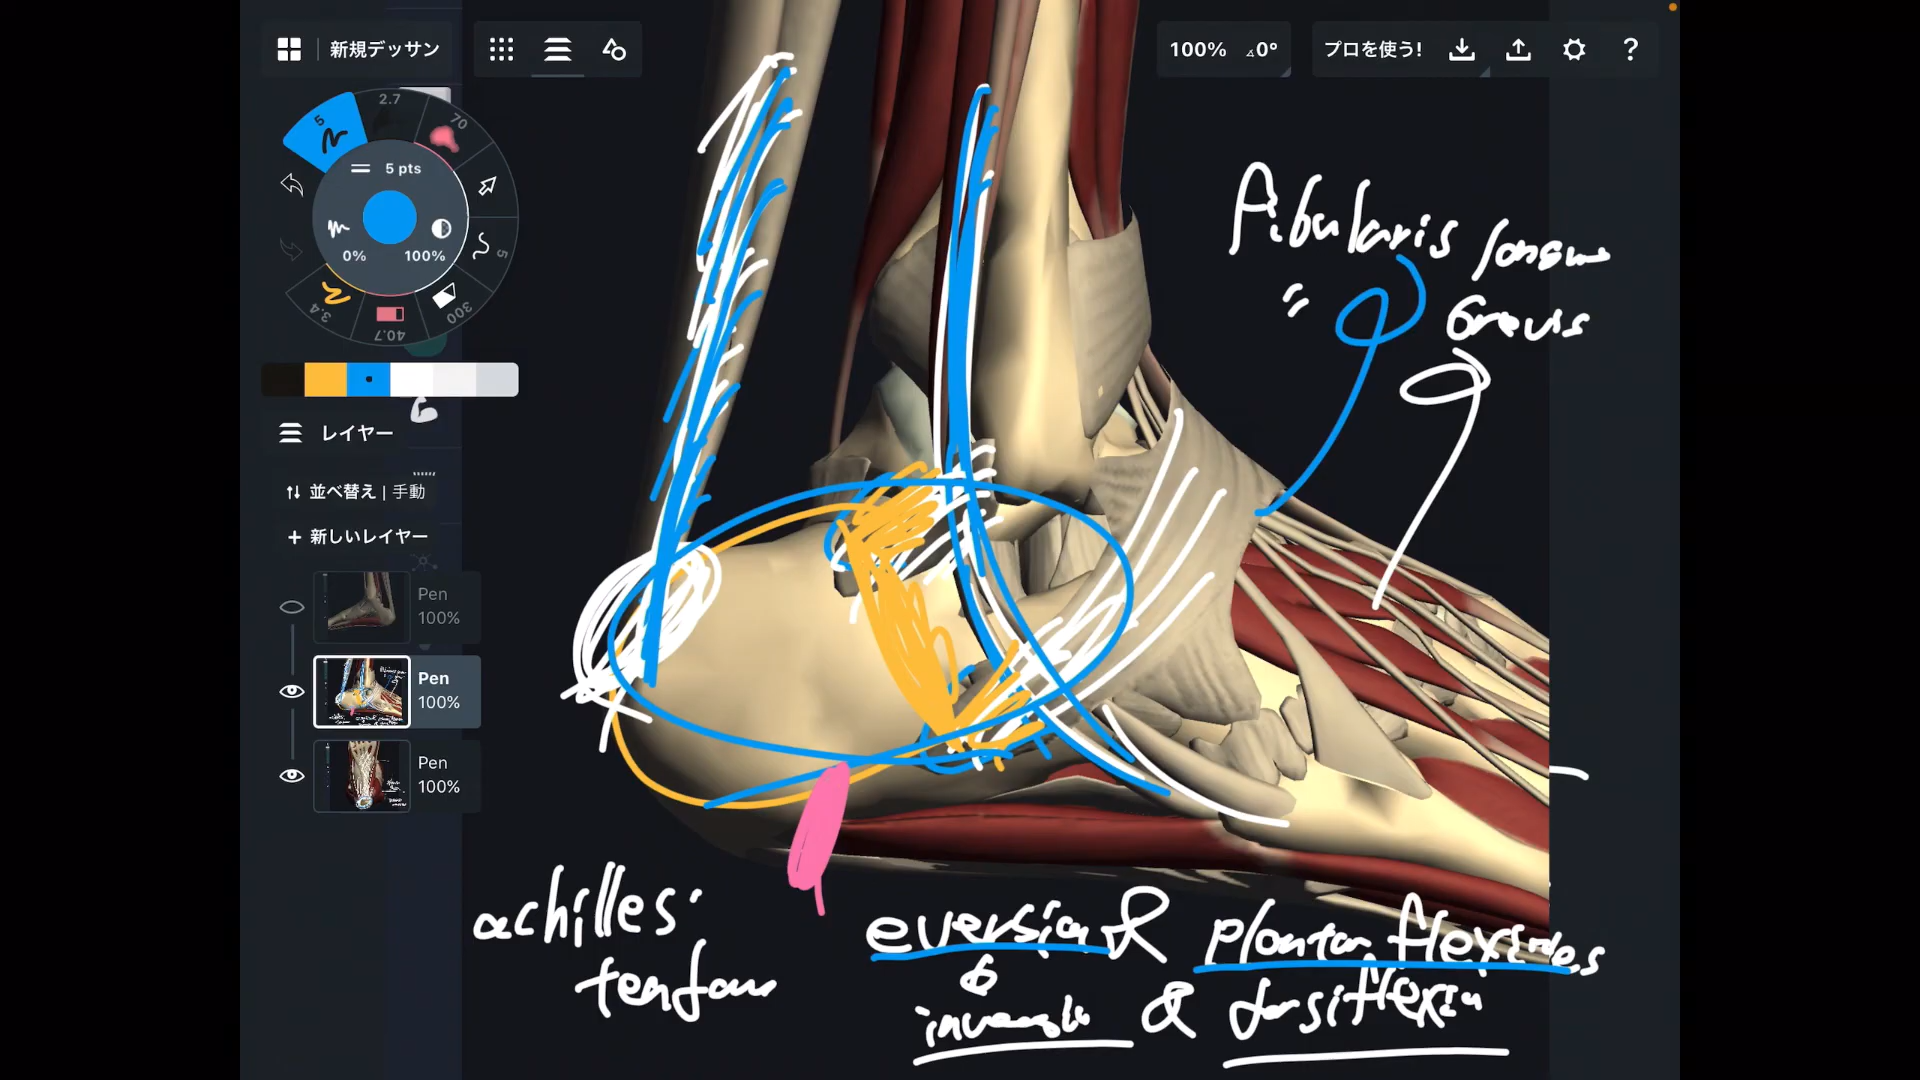 新規デッサン
100% 0°
プロを使う! ?
2.7
70
5
5 pts
0% 100%
5
3.4
40.7
300
レイヤー
並べ替え | 手動
+ 新しいレイヤー
Pen
100%
Pen
100%
Pen
100%
Fibularis longus
〃 brevis
achilles
tendon
eversion & plantar flexion
& dorsiflexion